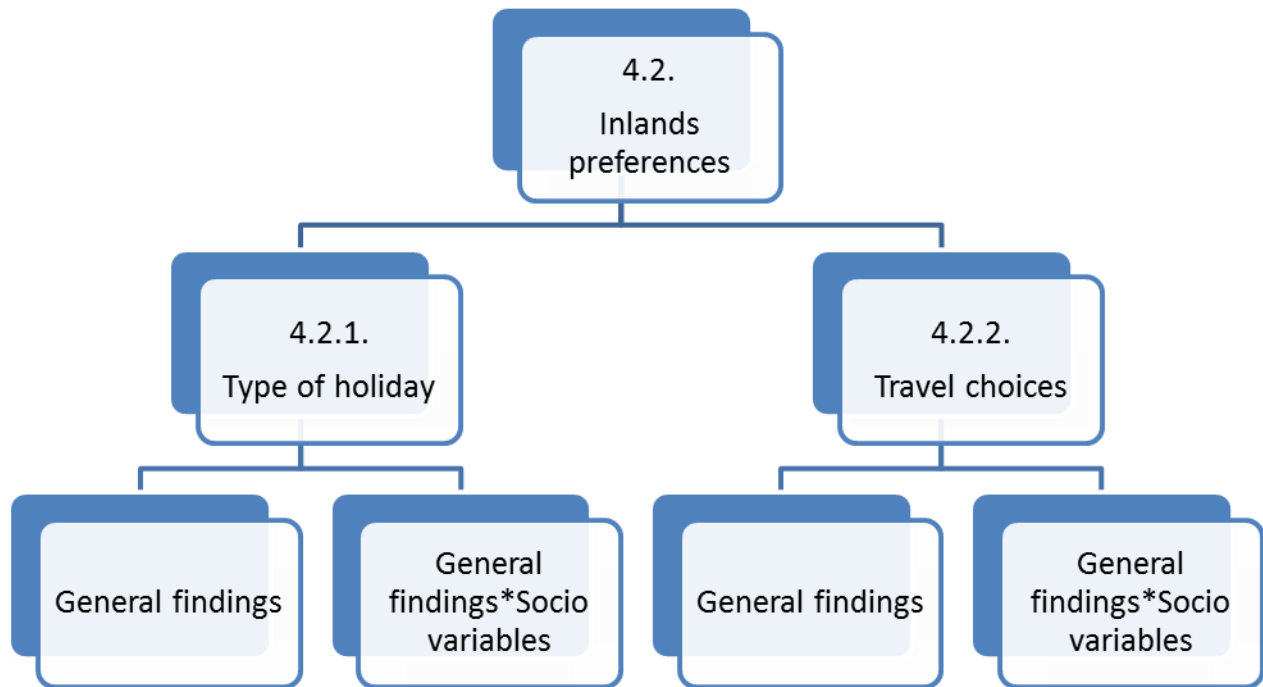 4.2.
Inlands
preferences
4.2.1.
Type of holiday
4.2.2.
Travel choices
General findings
General
findings*Socio
variables
General findings
General
findings*Socio
variables